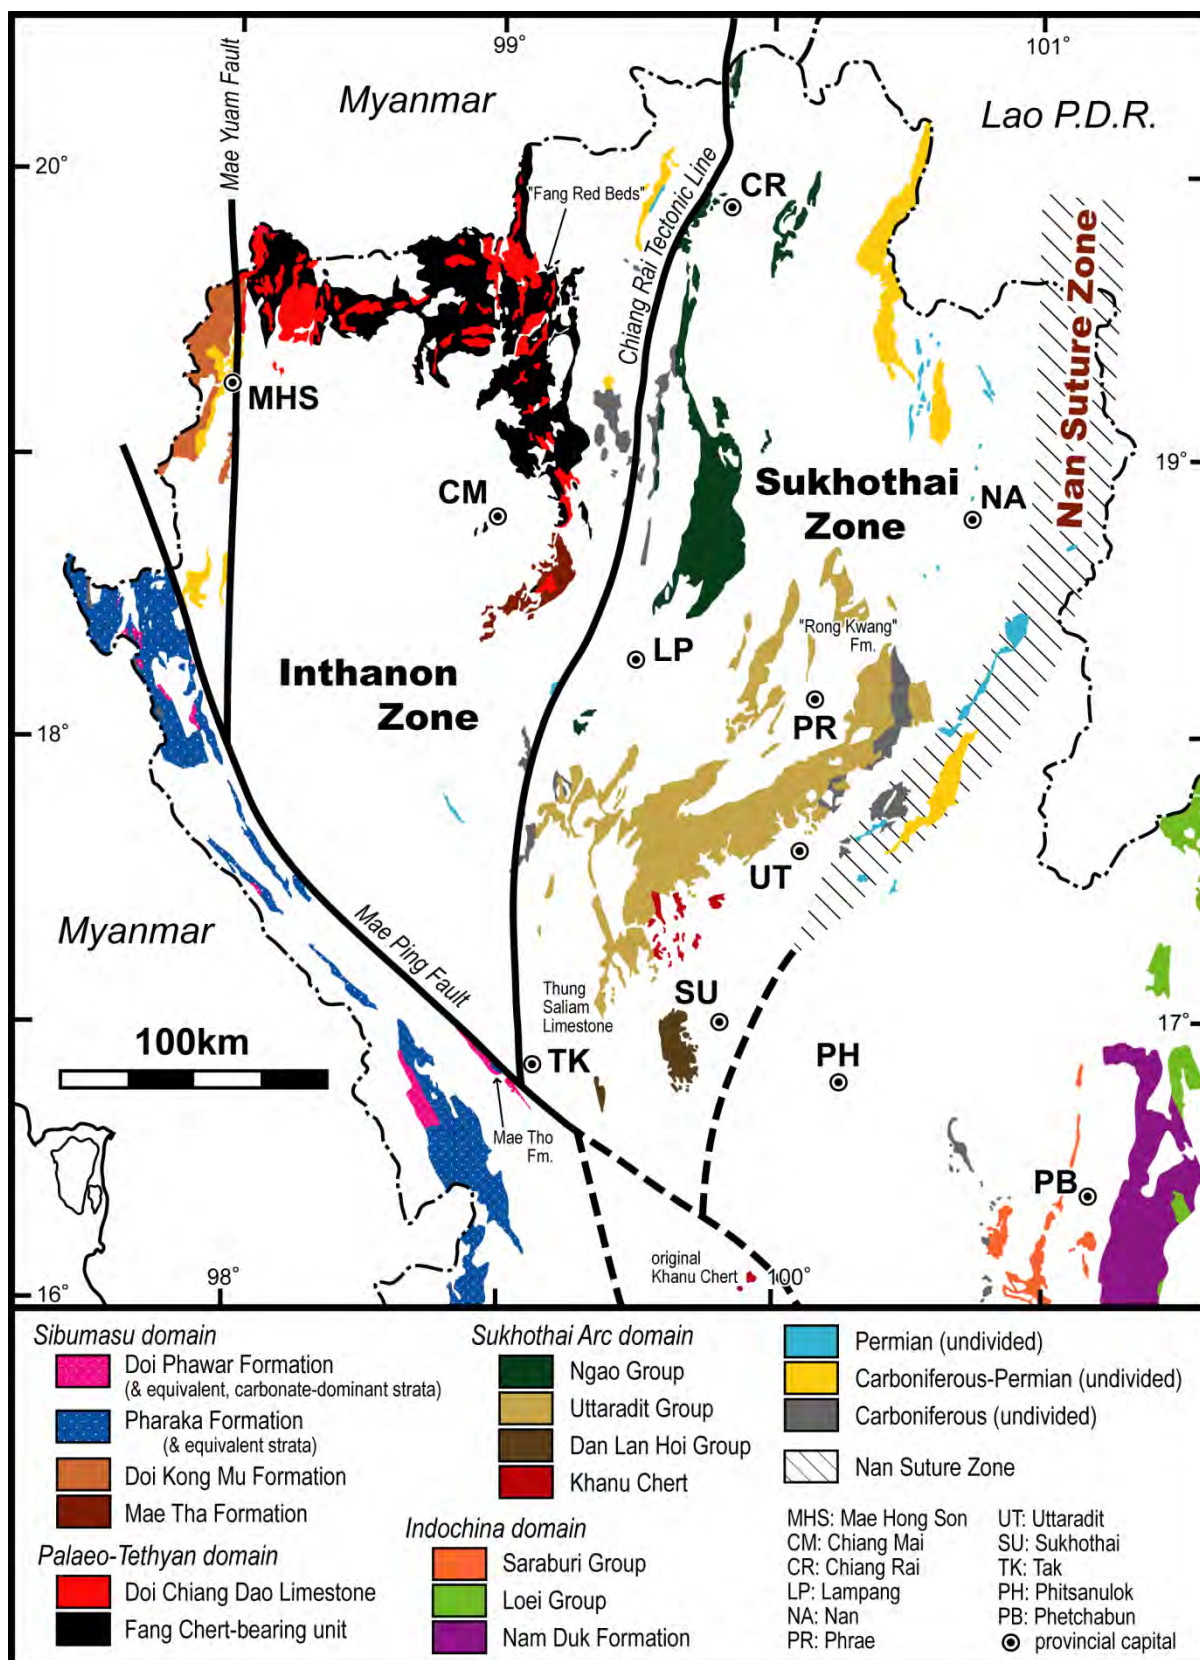 99°
101°
Myanmar
Lao P.D.R.
Mae Yuam Fault
20°
"Fang Red Beds"
Chiang Rai Tectonic Line
CR
Nan Suture Zone
MHS
19°
Sukhothai
Zone
CM
NA
"Rong Kwang"
Fm.
LP
Inthanon
Zone
PR
18°
UT
Myanmar
Mae Ping Fault
Thung
Saliam
Limestone
SU
17°
100km
TK
PH
Mae Tho
Fm.
PB
original
Khanu Chert
16°
98°
100°
Sibumasu domain
Doi Phawar Formation
(& equivalent, carbonate-dominant strata)
Pharaka Formation
(& equivalent strata)
Doi Kong Mu Formation
Mae Tha Formation
Palaeo-Tethyan domain
Doi Chiang Dao Limestone
Fang Chert-bearing unit
Sukhothai Arc domain
Ngao Group
Uttaradit Group
Dan Lan Hoi Group
Khanu Chert
Indochina domain
Saraburi Group
Loei Group
Nam Duk Formation
Permian (undivided)
Carboniferous-Permian (undivided)
Carboniferous (undivided)
Nan Suture Zone
MHS: Mae Hong Son
CM: Chiang Mai
CR: Chiang Rai
LP: Lampang
NA: Nan
PR: Phrae
UT: Uttaradit
SU: Sukhothai
TK: Tak
PH: Phitsanulok
PB: Phetchabun
provincial capital